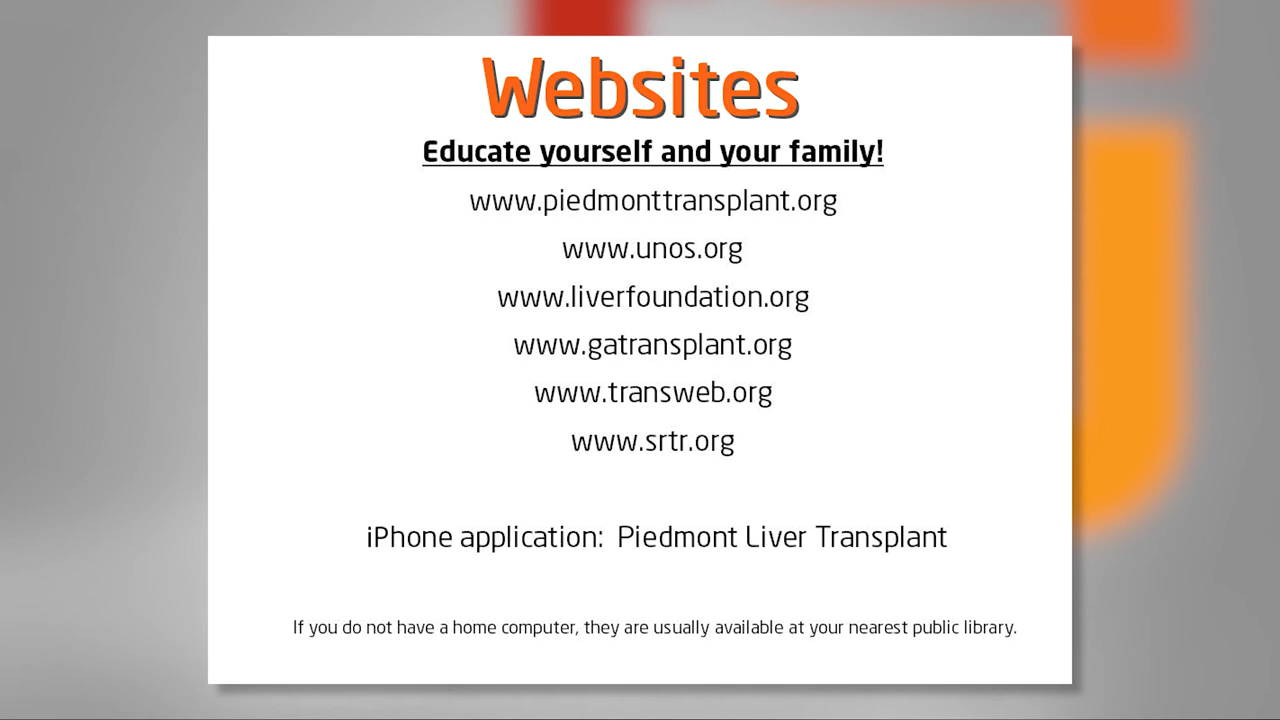 Websites
Educate yourself and your family!
www.piedmonttransplant.org
www.unos.org
www.liverfoundation.org
www.gatransplant.org
www.transweb.org
www.srtr.org
iPhone application:  Piedmont Liver Transplant
If you do not have a home computer, they are usually available at your nearest public library.